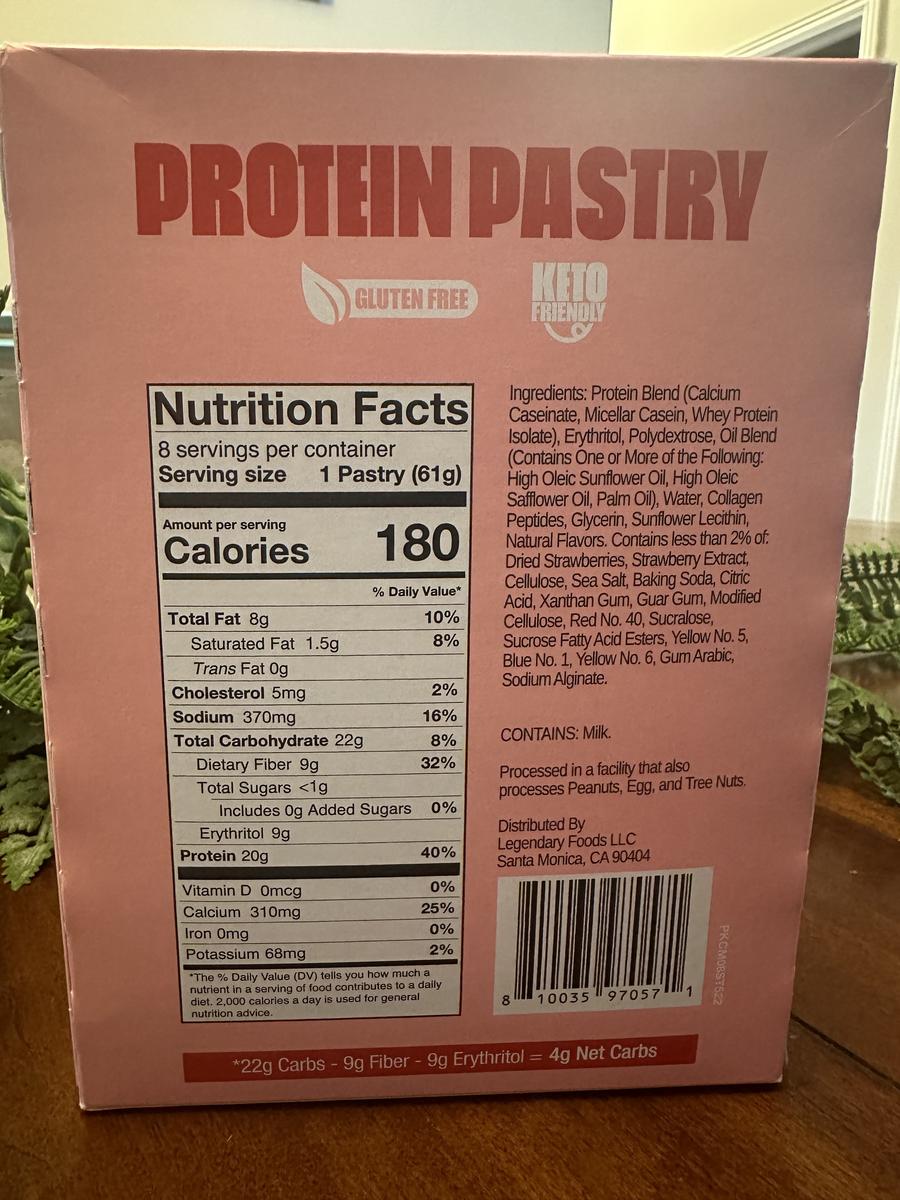 PROTEIN PASTRY
GLUTEN FREE
KETO
FRIENDLY
Nutrition Facts
8 servings per container
Serving size 1 Pastry (61g)
Amount per serving
Calories 180
% Daily Value*
Total Fat 8g 10%
Saturated Fat 1.5g 8%
Trans Fat 0g
Cholesterol 5mg 2%
Sodium 370mg 16%
Total Carbohydrate 22g 8%
Dietary Fiber 9g 32%
Total Sugars <1g
Includes 0g Added Sugars 0%
Erythritol 9g
Protein 20g 40%
Vitamin D 0mcg 0%
Calcium 310mg 25%
Iron 0mg 0%
Potassium 68mg 2%
*The % Daily Value (DV) tells you how much a
nutrient in a serving of food contributes to a daily
diet. 2,000 calories a day is used for general
nutrition advice.
Ingredients: Protein Blend (Calcium
Caseinate, Micellar Casein, Whey Protein
Isolate), Erythritol, Polydextrose, Oil Blend
(Contains One or More of the Following:
High Oleic Sunflower Oil, High Oleic
Safflower Oil, Palm Oil), Water, Collagen
Peptides, Glycerin, Sunflower Lecithin,
Natural Flavors. Contains less than 2% of:
Dried Strawberries, Strawberry Extract,
Cellulose, Sea Salt, Baking Soda, Citric
Acid, Xanthan Gum, Guar Gum, Modified
Cellulose, Red No. 40, Sucralose,
Sucrose Fatty Acid Esters, Yellow No. 5,
Blue No. 1, Yellow No. 6, Gum Arabic,
Sodium Alginate.
CONTAINS: Milk.
Processed in a facility that also
processes Peanuts, Egg, and Tree Nuts.
Distributed By
Legendary Foods LLC
Santa Monica, CA 90404
8 10035 97057 1
*22g Carbs - 9g Fiber - 9g Erythritol = 4g Net Carbs